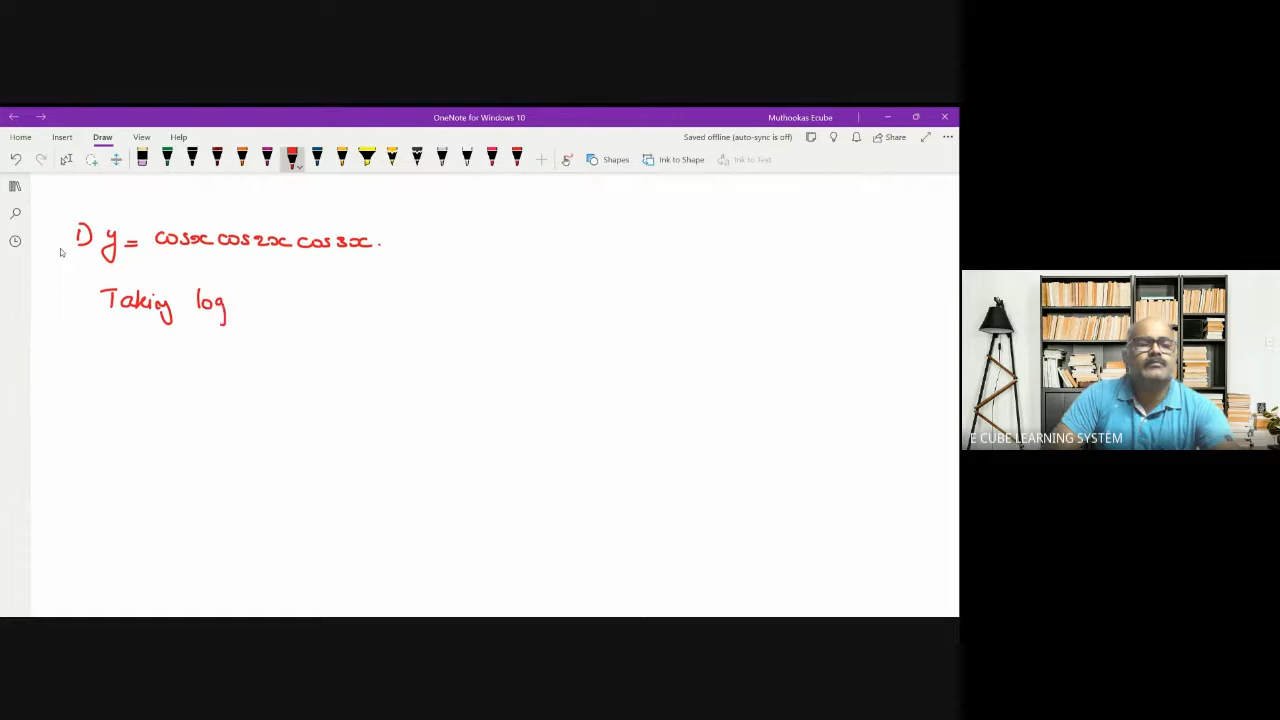 OneNote for Windows 10
Muthookas Ecube
Home Insert Draw View Help
Saved offline (auto-sync is off)
Share
Shapes
Ink to Shape
Ink to Text
1) y = cosx cos2x cos3x.
Taking log
E CUBE LEARNING SYSTEM